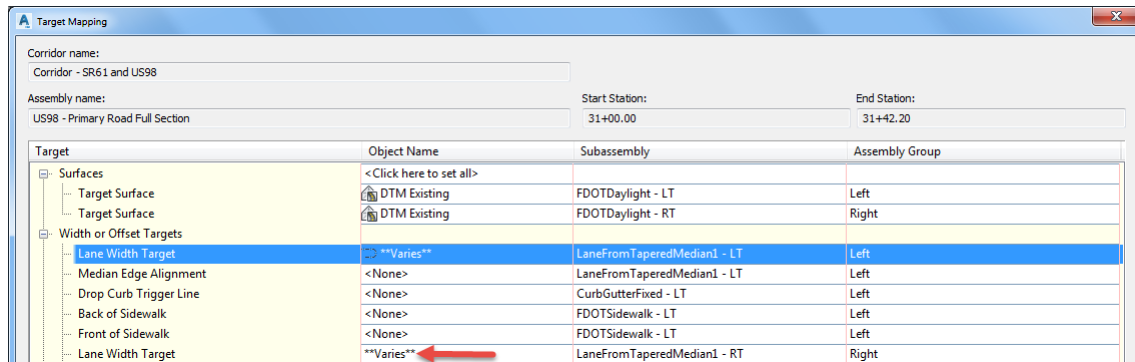 Target Mapping
Corridor name:
Corridor - SR61 and US98
Assembly name:
Start Station:
End Station:
US98 - Primary Road Full Section
31+00.00
31+42.20
Target Object Name Subassembly Assembly Group
Surfaces <Click here to set all>
Target Surface DTM Existing FDOTDaylight - LT Left
Target Surface DTM Existing FDOTDaylight - RT Right
Width or Offset Targets
Lane Width Target **Varies** LaneFromTaperedMedian1 - LT Left
Median Edge Alignment <None> LaneFromTaperedMedian1 - LT Left
Drop Curb Trigger Line <None> CurbGutterFixed - LT Left
Back of Sidewalk <None> FDOTSidewalk - LT Left
Front of Sidewalk <None> FDOTSidewalk - LT Left
Lane Width Target **Varies** LaneFromTaperedMedian1 - RT Right